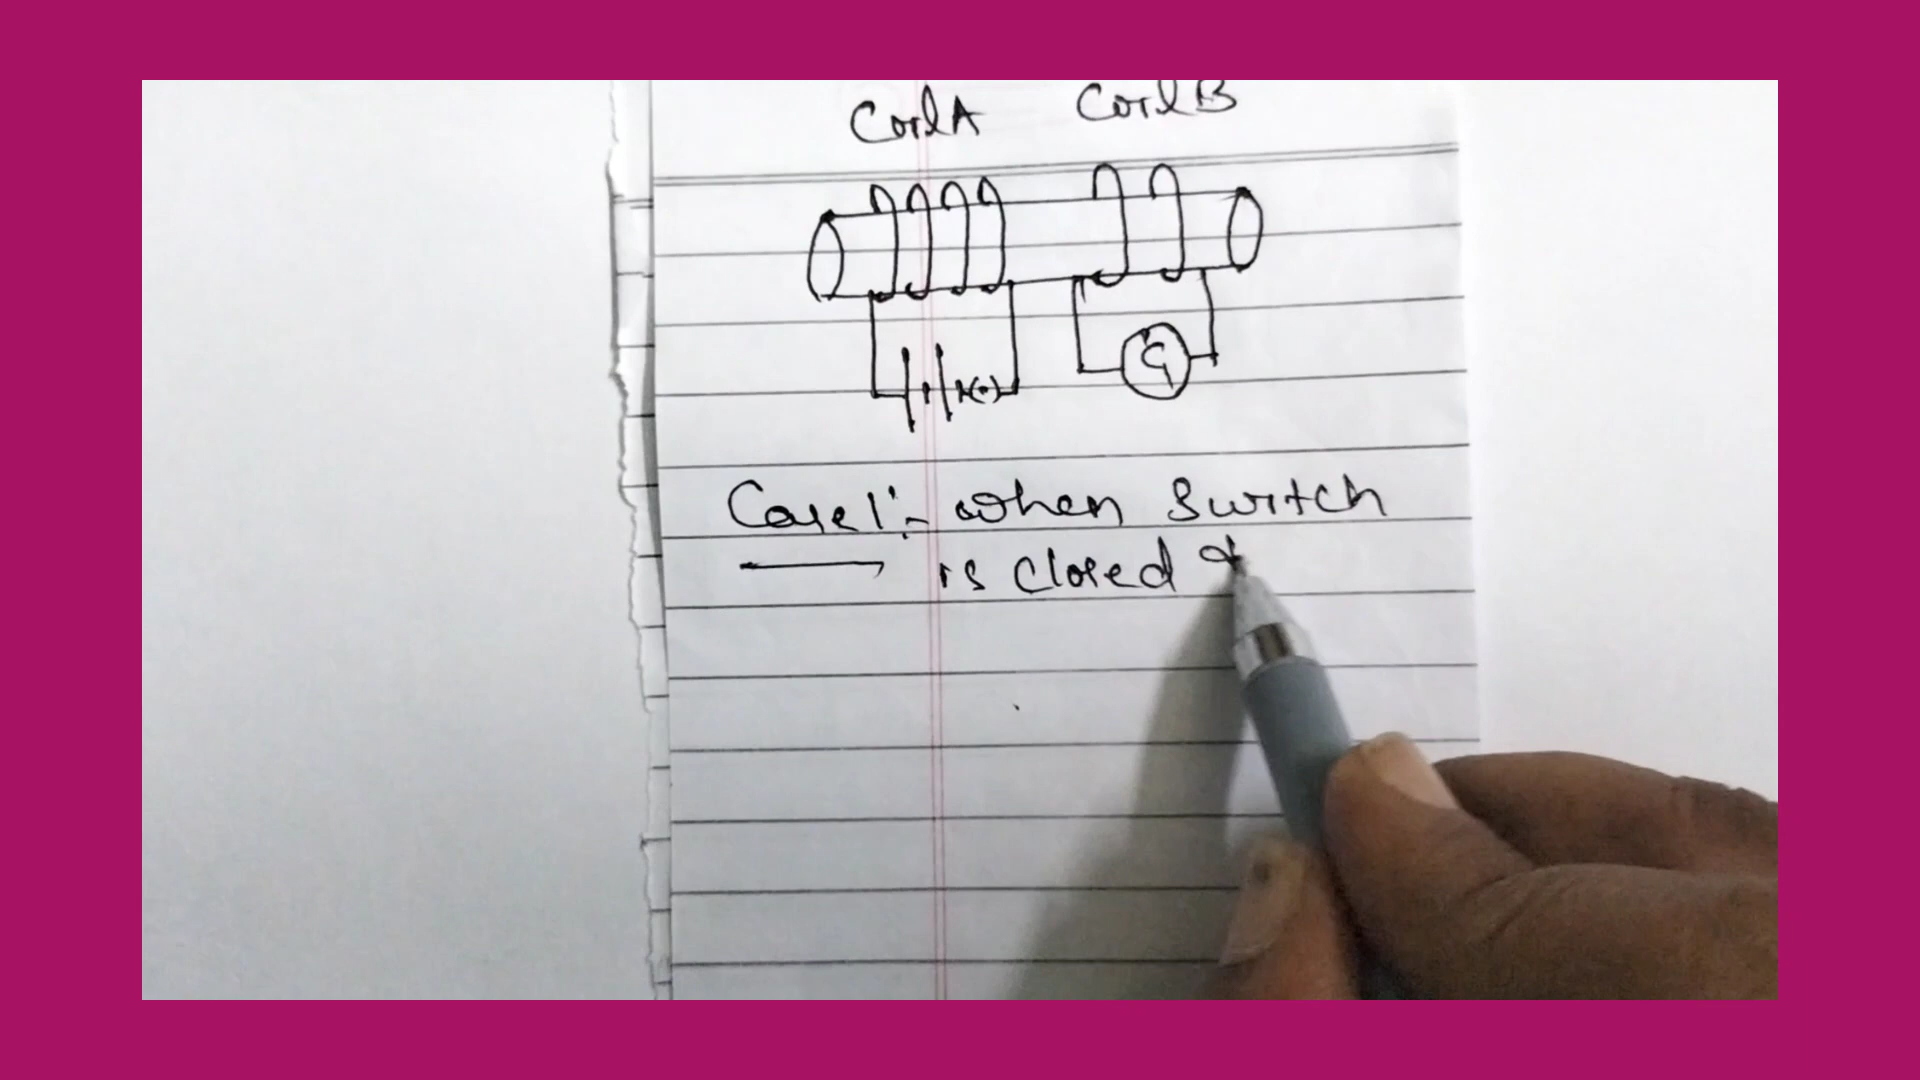 Coil A Coil B
G
Case 1:- when switch
is closed &